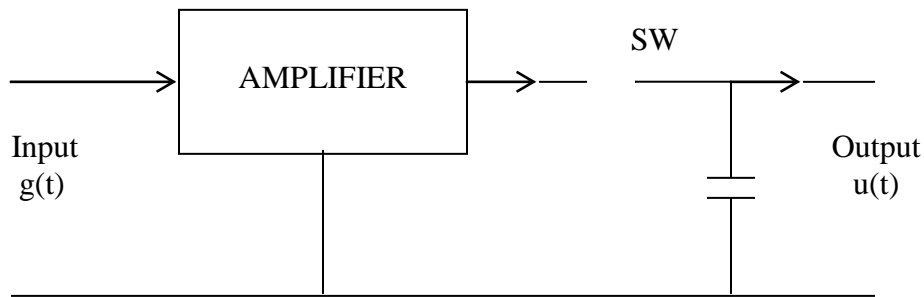 SW
AMPLIFIER
Input
g(t)
Output
u(t)